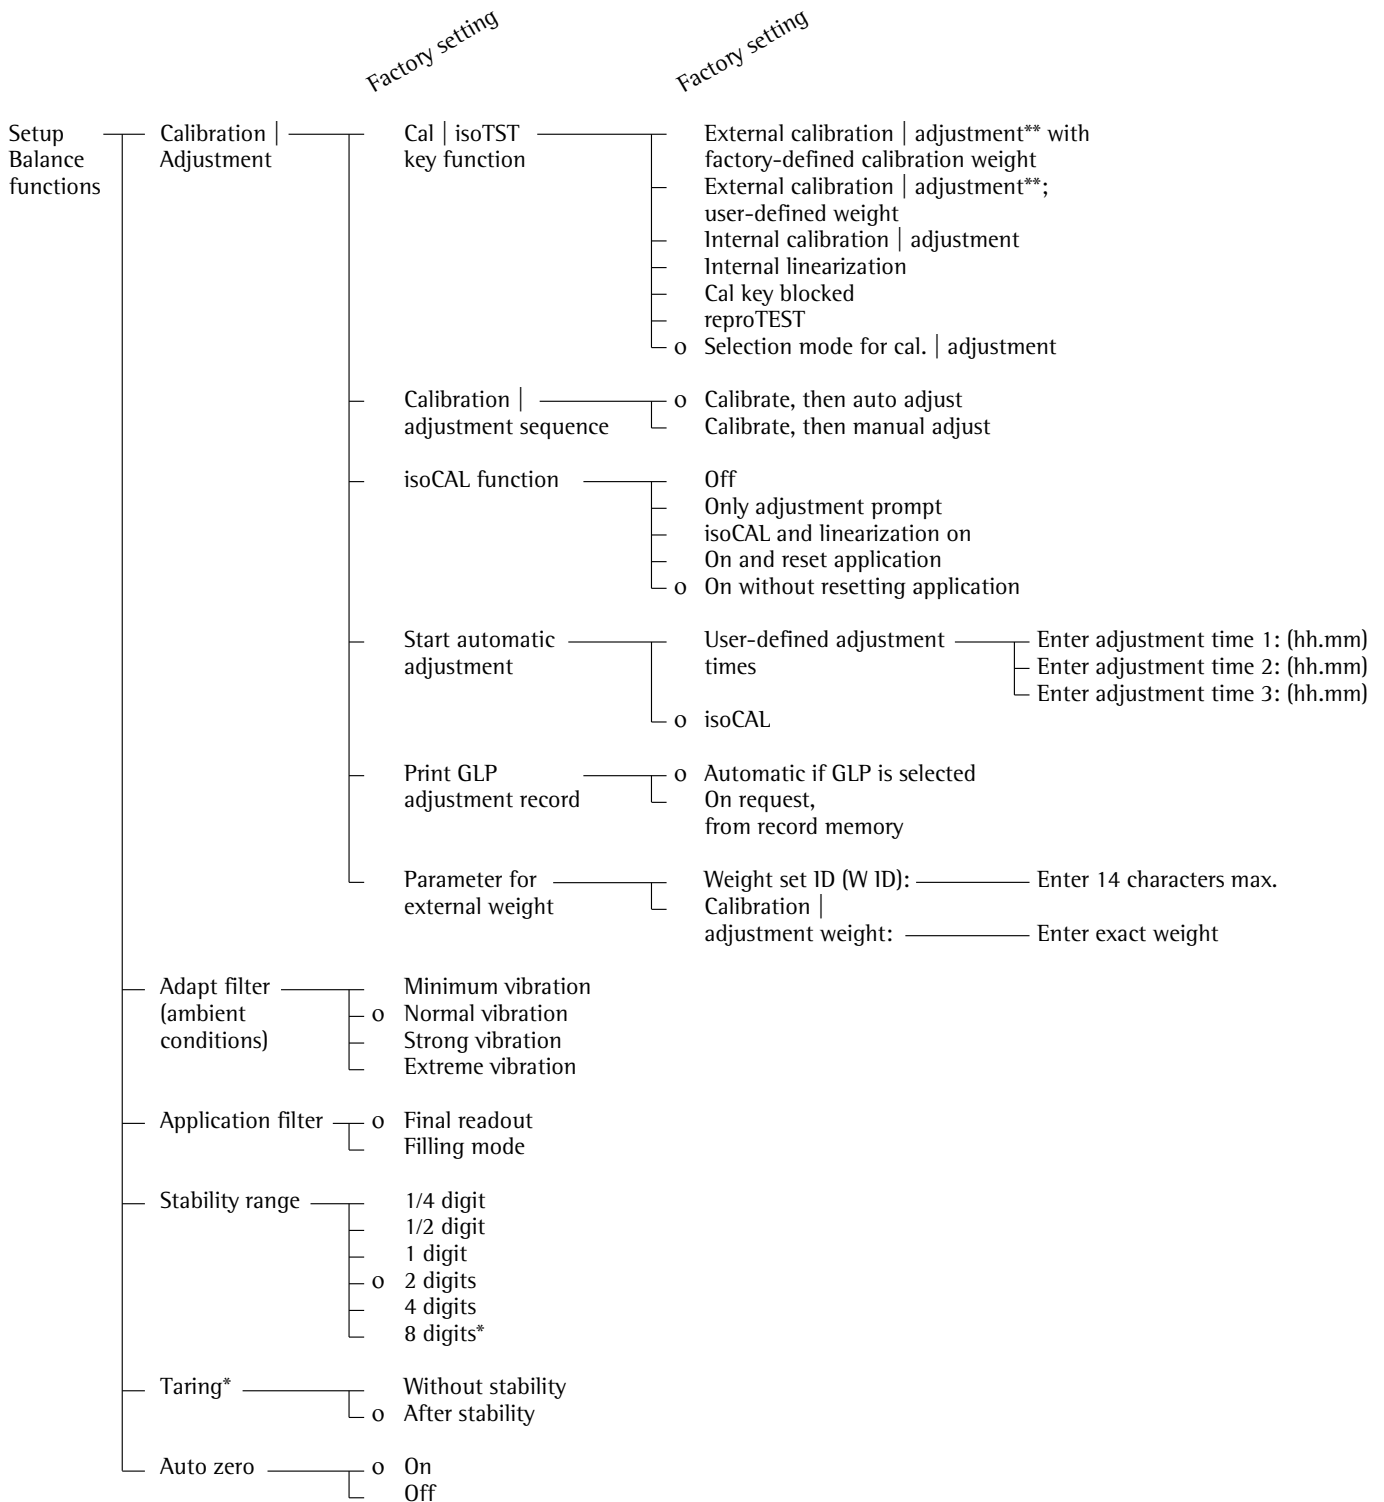 Factory setting
Factory setting
Setup
Balance
functions
Calibration |
Adjustment
Cal | isoTST
key function
External calibration | adjustment** with
factory-defined calibration weight
External calibration | adjustment**;
user-defined weight
Internal calibration | adjustment
Internal linearization
Cal key blocked
reproTEST
o Selection mode for cal. | adjustment
Calibration |
adjustment sequence
o Calibrate, then auto adjust
Calibrate, then manual adjust
isoCAL function
Off
Only adjustment prompt
isoCAL and linearization on
On and reset application
o On without resetting application
Start automatic
adjustment
User-defined adjustment
times
Enter adjustment time 1: (hh.mm)
Enter adjustment time 2: (hh.mm)
Enter adjustment time 3: (hh.mm)
o isoCAL
Print GLP
adjustment record
o Automatic if GLP is selected
On request,
from record memory
Parameter for
external weight
Weight set ID (W ID):
Enter 14 characters max.
Calibration |
adjustment weight:
Enter exact weight
Adapt filter
(ambient
conditions)
Minimum vibration
o Normal vibration
Strong vibration
Extreme vibration
Application filter
o Final readout
Filling mode
Stability range
1/4 digit
1/2 digit
1 digit
o 2 digits
4 digits
8 digits*
Taring*
Without stability
o After stability
Auto zero
o On
Off